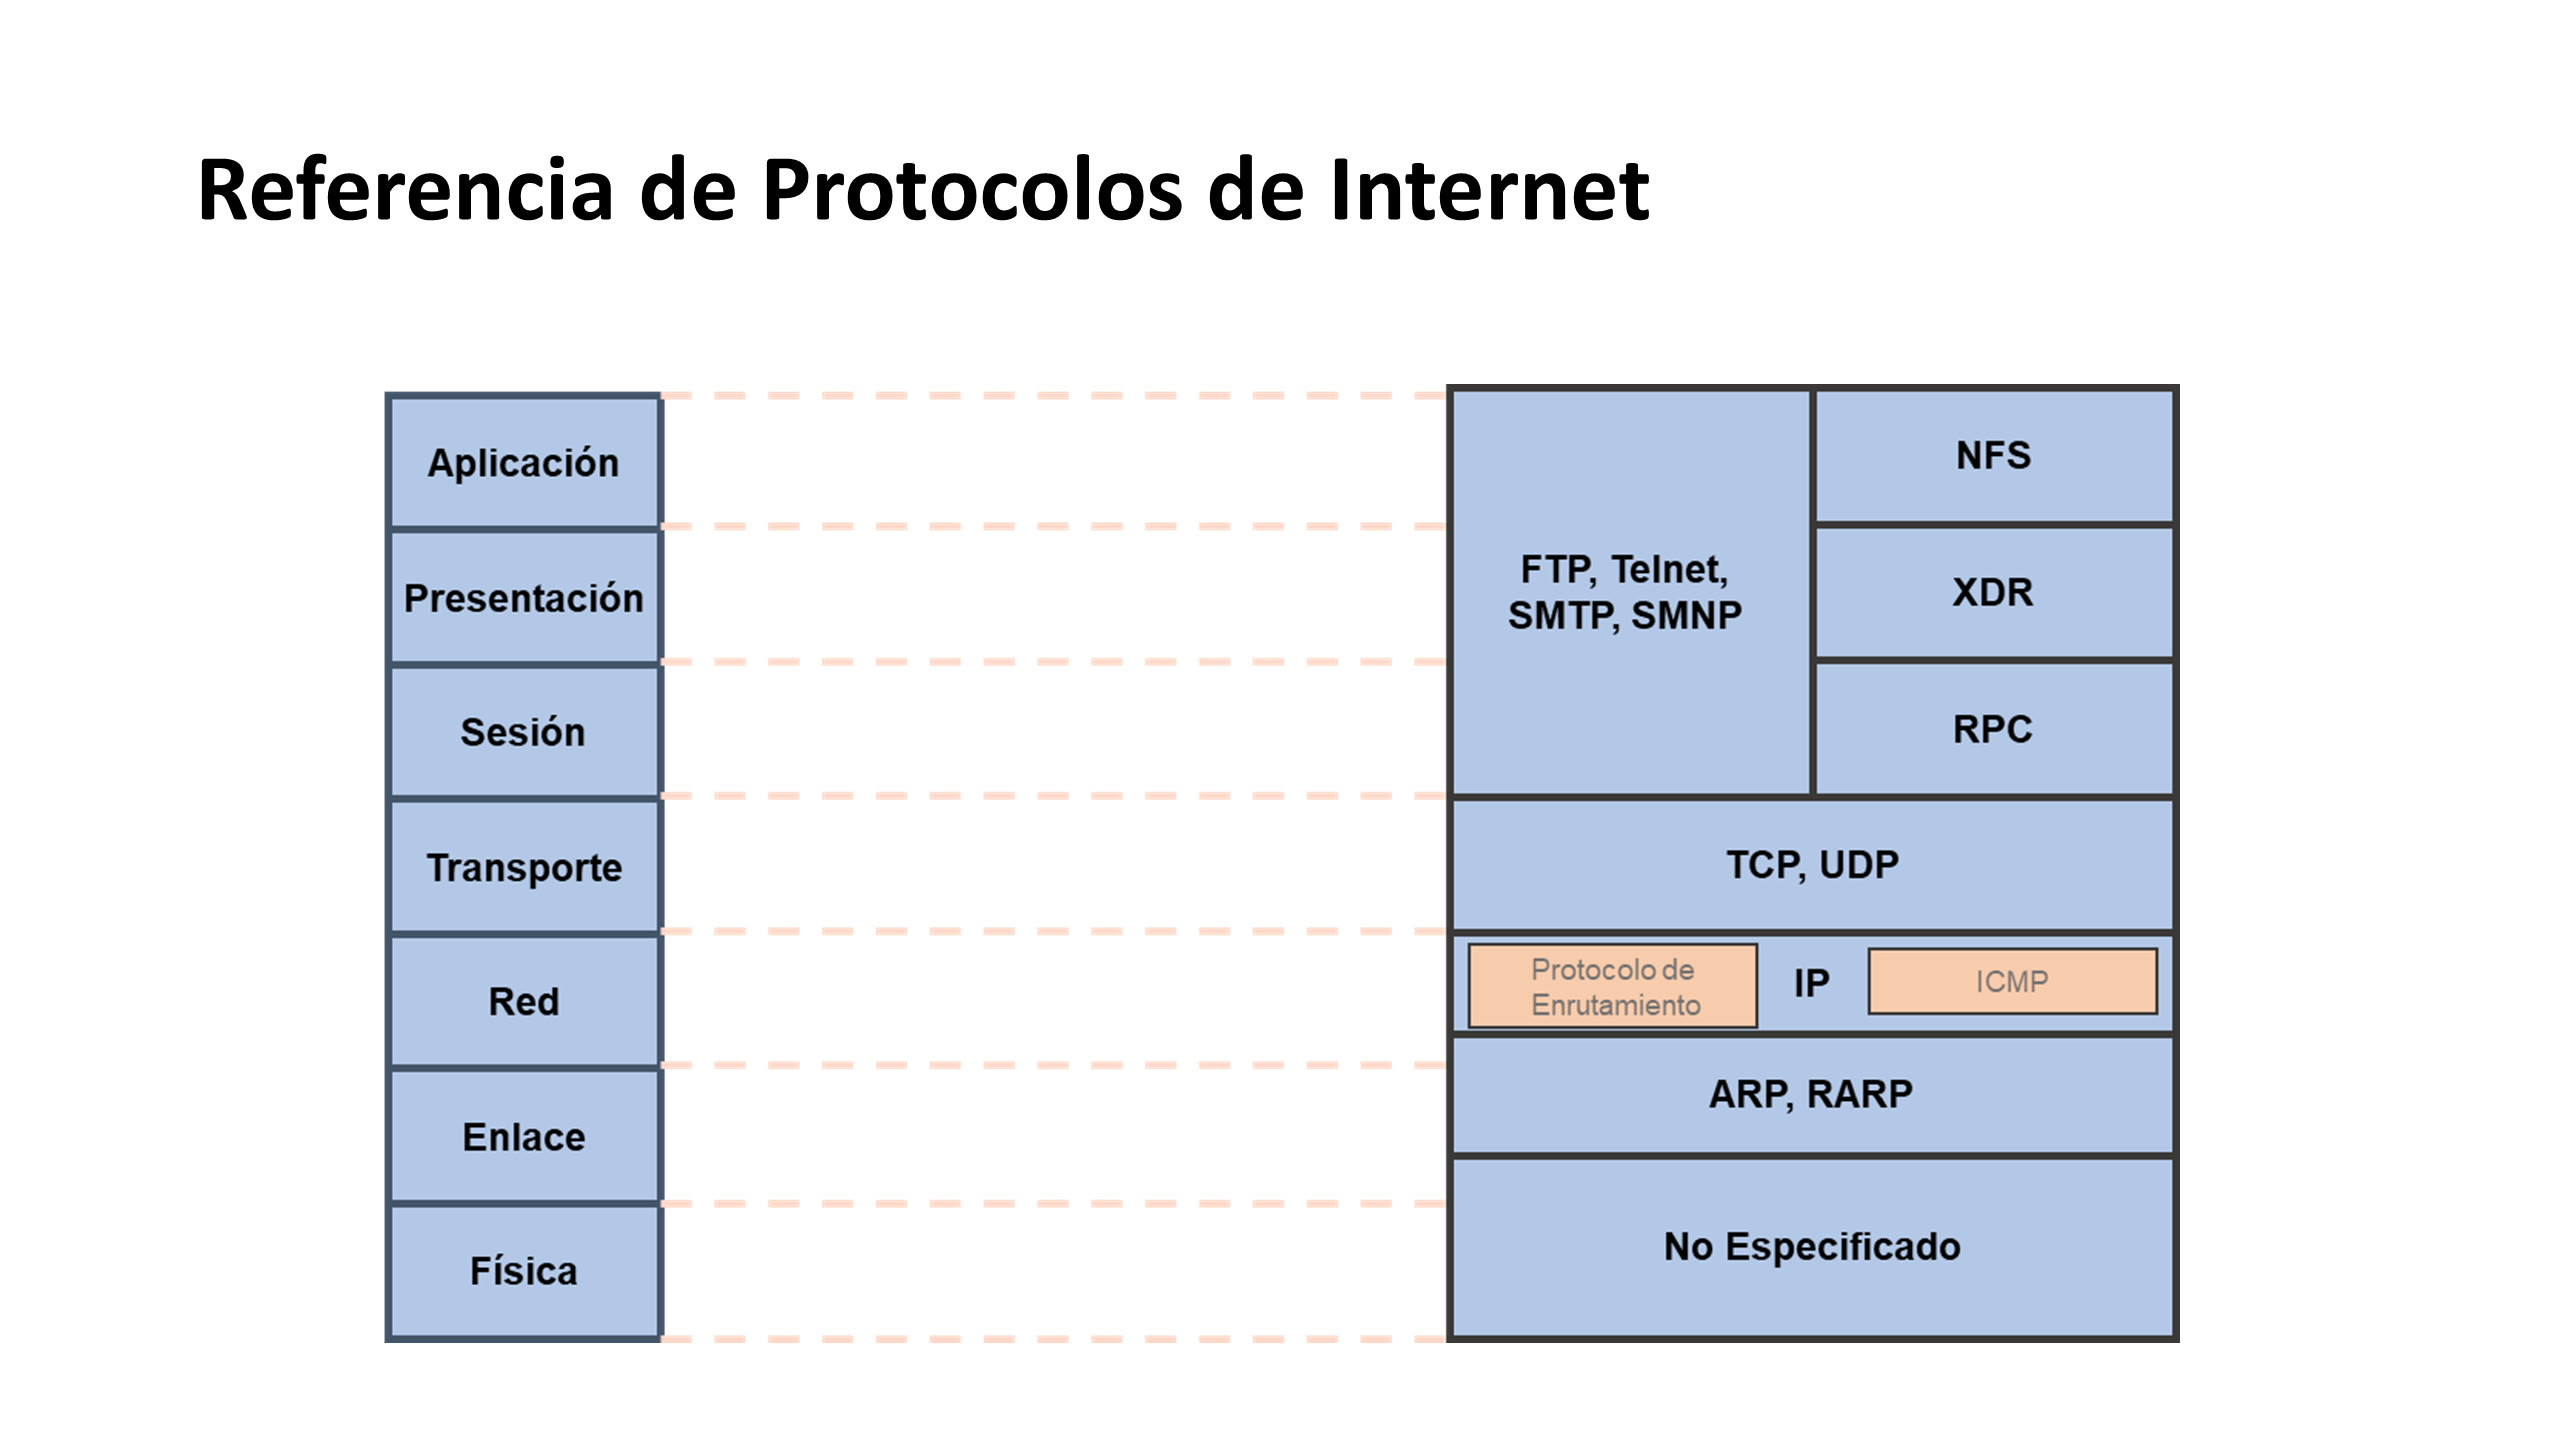 Referencia de Protocolos de Internet
Aplicación
Presentación
Sesión
Transporte
Red
Enlace
Física
FTP, Telnet,
SMTP, SMNP
NFS
XDR
RPC
TCP, UDP
Protocolo de
Enrutamiento
IP
ICMP
ARP, RARP
No Especificado